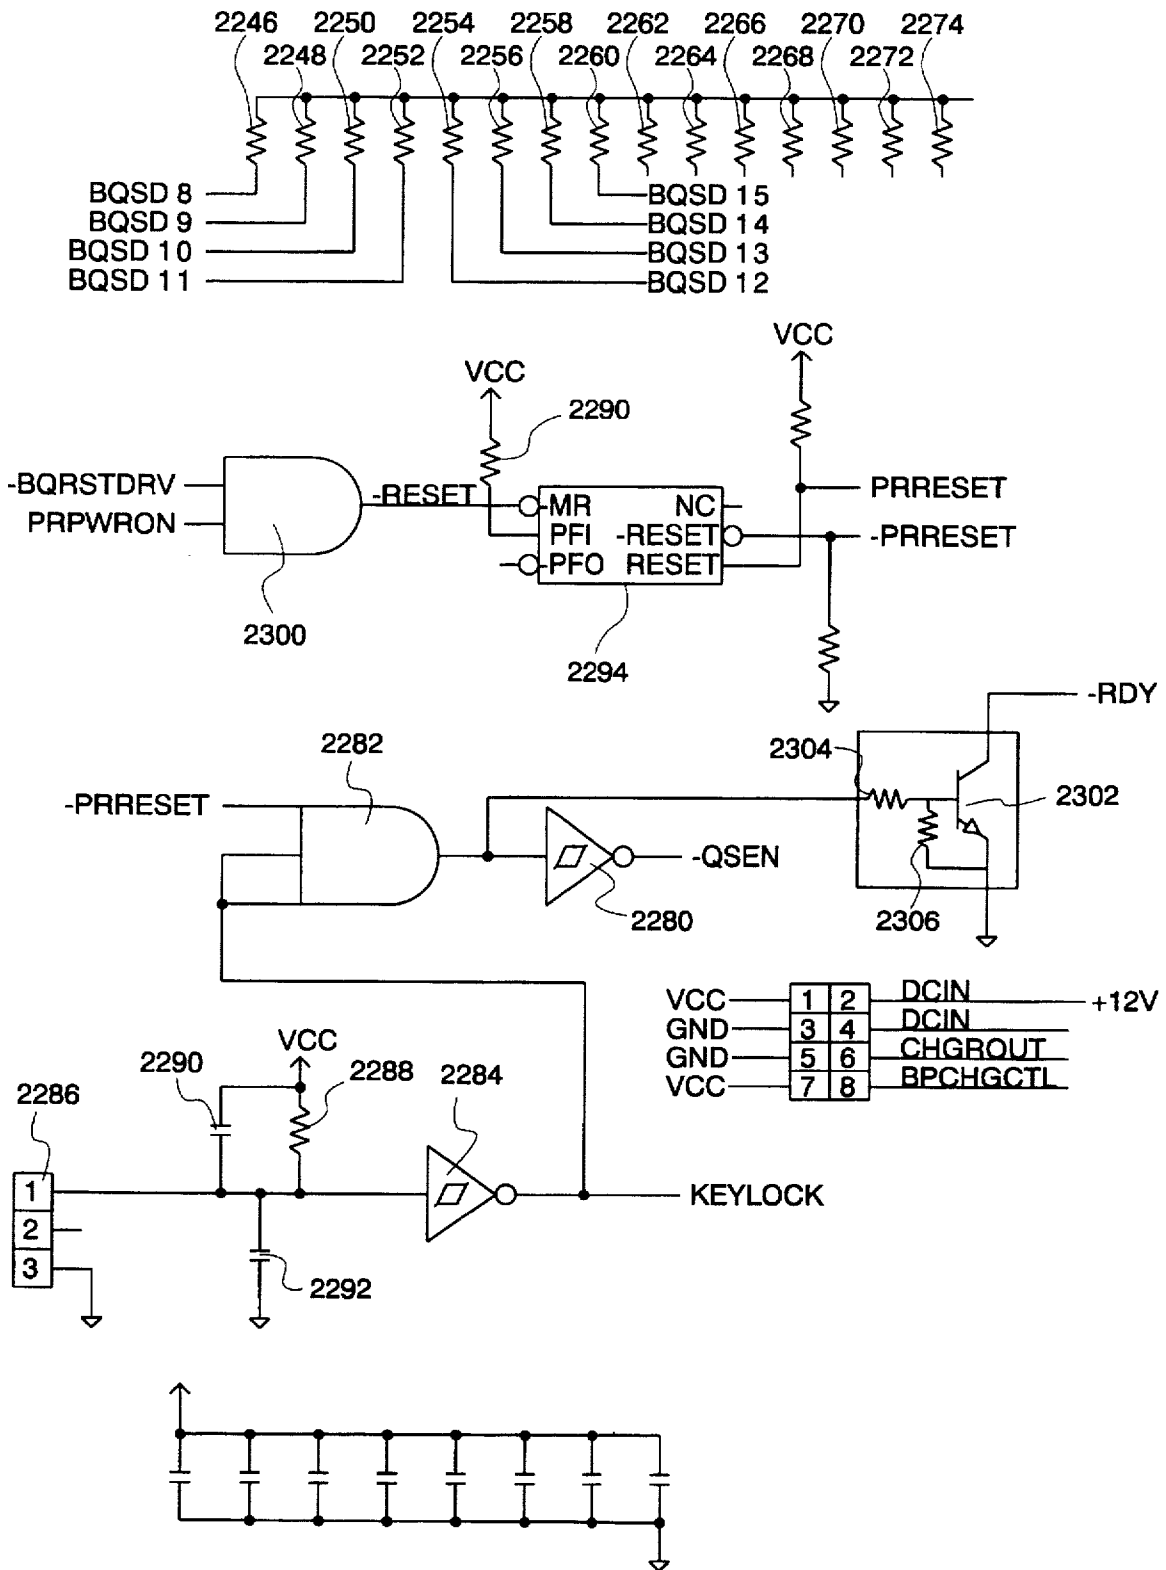 2246 2250 2254 2258 2262 2266 2270 2274
2248 2252 2256 2260 2264 2268 2272
BQSD 8
BQSD 15
BQSD 9
BQSD 14
BQSD 10
BQSD 13
BQSD 11
BQSD 12
VCC
VCC
2290
-BQRSTDRV
PRPWRON
-RESET
MR
NC
PFI
-RESET
PFO
RESET
PRRESET
-PRRESET
2300
2294
-RDY
2282
2304
-PRRESET
2302
-QSEN
2280
2306
VCC 1 2 DCIN +12V
GND 3 4 DCIN
GND 5 6 CHGROUT
VCC 7 8 BPCHGCTL
VCC
2290
2288
2284
2286
1
KEYLOCK
2
3
2292